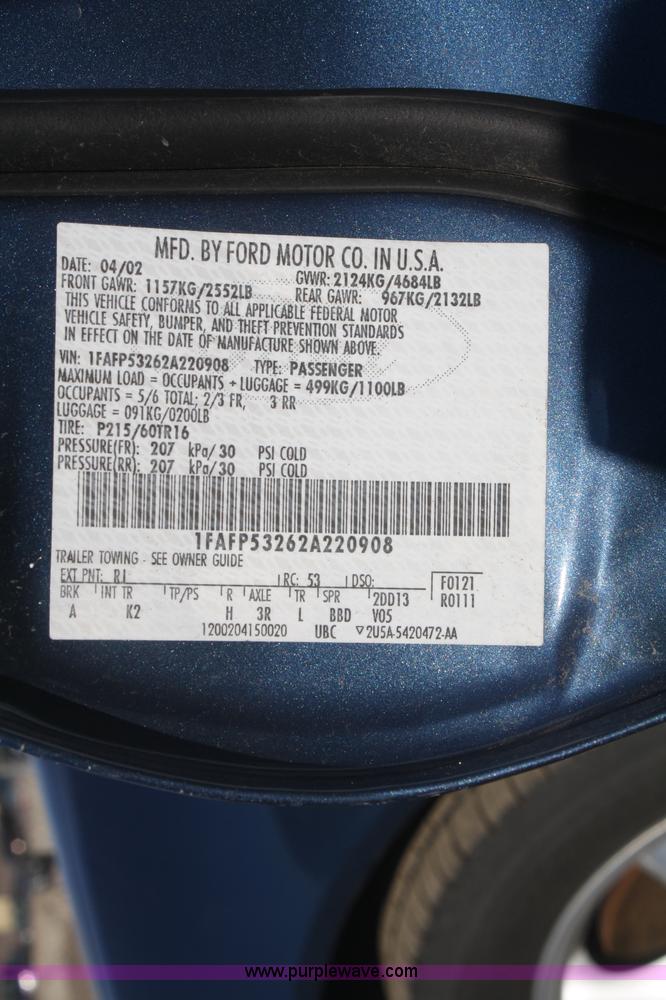 MFD. BY FORD MOTOR CO. IN U.S.A.
DATE: 04/02 GVWR: 2124KG/4684LB
FRONT GAWR: 1157KG/2552LB REAR GAWR: 967KG/2132LB
THIS VEHICLE CONFORMS TO ALL APPLICABLE FEDERAL MOTOR
VEHICLE SAFETY, BUMPER, AND THEFT PREVENTION STANDARDS
IN EFFECT ON THE DATE OF MANUFACTURE SHOWN ABOVE.
VIN: 1FAFP53262A220908 TYPE: PASSENGER
MAXIMUM LOAD = OCCUPANTS + LUGGAGE = 499KG/1100LB
OCCUPANTS = 5/6 TOTAL; 2/3 FR, 3 RR
LUGGAGE = 091KG/0200LB
TIRE: P215/60TR16
PRESSURE(FR): 207 kPa/30 PSI COLD
PRESSURE(RR): 207 kPa/30 PSI COLD
1FAFP53262A220908
TRAILER TOWING - SEE OWNER GUIDE
EXT PNT: RJ RC: 53 DSO: F0121
BRK INT TR TP/PS R AXLE TR SPR 2DD13 R0111
A K2 H 3R L BBD V05
1200204150020 UBC ▽2U5A-5420472-AA
www.purplewave.com